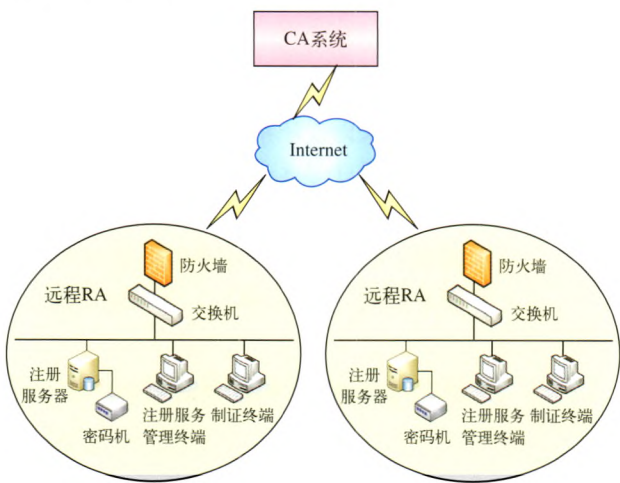 CA系统
Internet
防火墙
远程RA
交换机
注册
服务器
密码机
注册服务
管理终端
制证终端
防火墙
远程RA
交换机
注册
服务器
密码机
注册服务
管理终端
制证终端